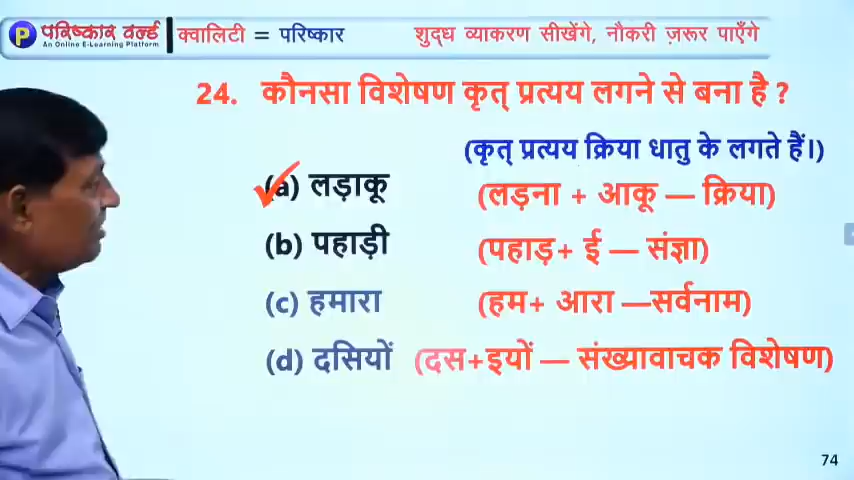 परिष्कार वर्ल्ड
An Online E-Learning Platform
क्वालिटी = परिष्कार
शुद्ध व्याकरण सीखेंगे, नौकरी ज़रूर पाएँगे
24. कौनसा विशेषण कृत् प्रत्यय लगने से बना है ?
(कृत् प्रत्यय क्रिया धातु के लगते हैं।)
(a) लड़ाकू (लड़ना + आकू — क्रिया)
(b) पहाड़ी (पहाड़+ ई — संज्ञा)
(c) हमारा (हम+ आरा —सर्वनाम)
(d) दसियों (दस+इयों — संख्यावाचक विशेषण)
74